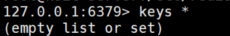 127.0.0.1:6379> keys *
(empty list or set)